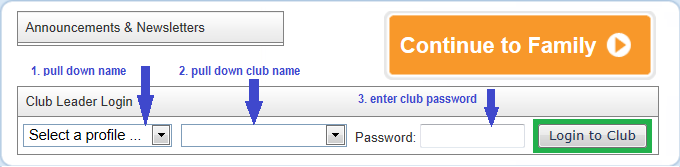 Announcements & Newsletters
Continue to Family
1. pull down name
2. pull down club name
3. enter club password
Club Leader Login
Select a profile ...
Password:
Login to Club